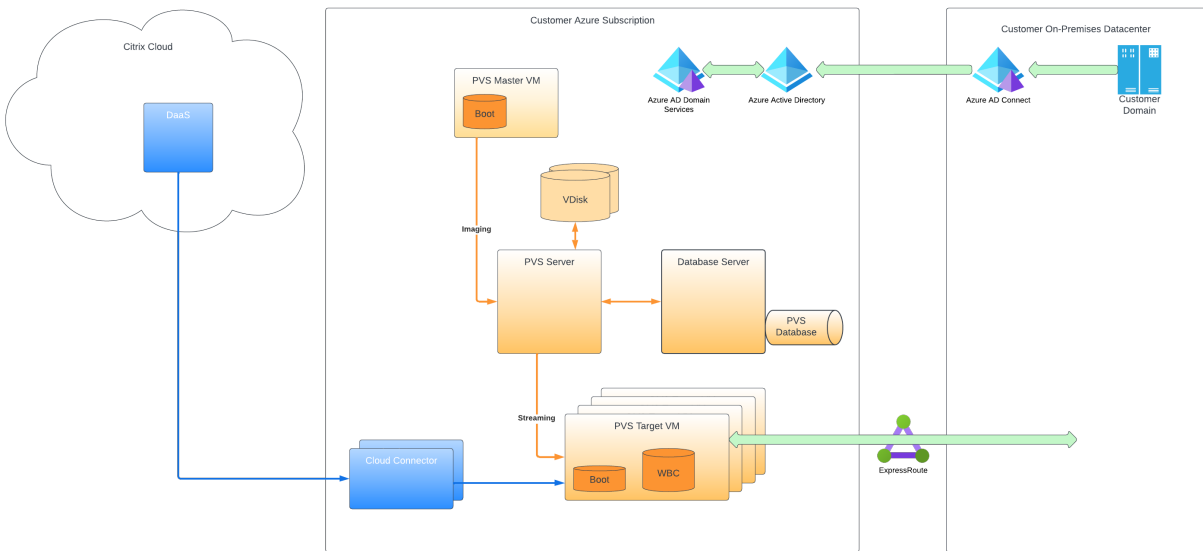 Customer Azure Subscription
Customer On-Premises Datacenter
Citrix Cloud
PVS Master VM
Boot
Azure AD Domain
Services
Azure Active Directory
Azure AD Connect
Customer
Domain
DaaS
VDisk
Imaging
PVS Server
Database Server
PVS
Database
Streaming
PVS Target VM
Boot
WBC
Cloud Connector
ExpressRoute